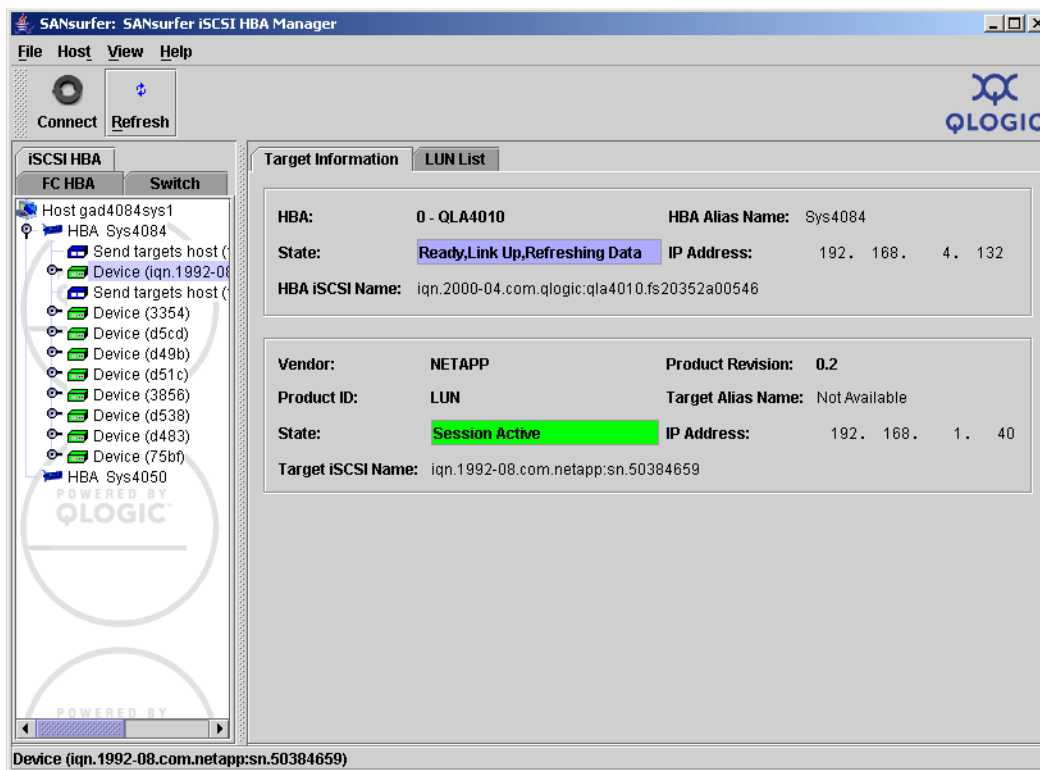 SANsurfer: SANsurfer iSCSI HBA Manager
File Host View Help
Connect Refresh
QLOGIC
iSCSI HBA
FC HBA Switch
Host gad4084sys1
HBA Sys4084
Send targets host (
Device (iqn.1992-08
Send targets host (
Device (3354)
Device (d5cd)
Device (d49b)
Device (d51c)
Device (3856)
Device (d538)
Device (d483)
Device (75bf)
HBA Sys4050
POWERED BY
QLOGIC
POWERED BY
Target Information LUN List
HBA: 0 - QLA4010 HBA Alias Name: Sys4084
State: Ready,Link Up,Refreshing Data IP Address: 192. 168. 4. 132
HBA iSCSI Name: iqn.2000-04.com.qlogic:qla4010.fs20352a00546
Vendor: NETAPP Product Revision: 0.2
Product ID: LUN Target Alias Name: Not Available
State: Session Active IP Address: 192. 168. 1. 40
Target iSCSI Name: iqn.1992-08.com.netapp:sn.50384659
Device (iqn.1992-08.com.netapp:sn.50384659)